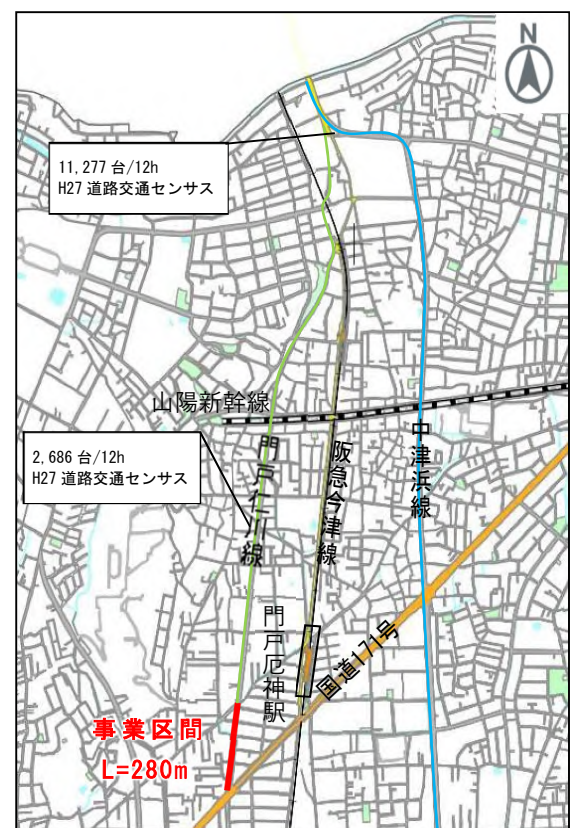 N
11,277 台/12h
H27 道路交通センサス
山陽新幹線
2,686 台/12h
H27 道路交通センサス
門戸仁川線
阪急今津線
中津浜線
門戸厄神駅
国道171号
事業区間
L=280m